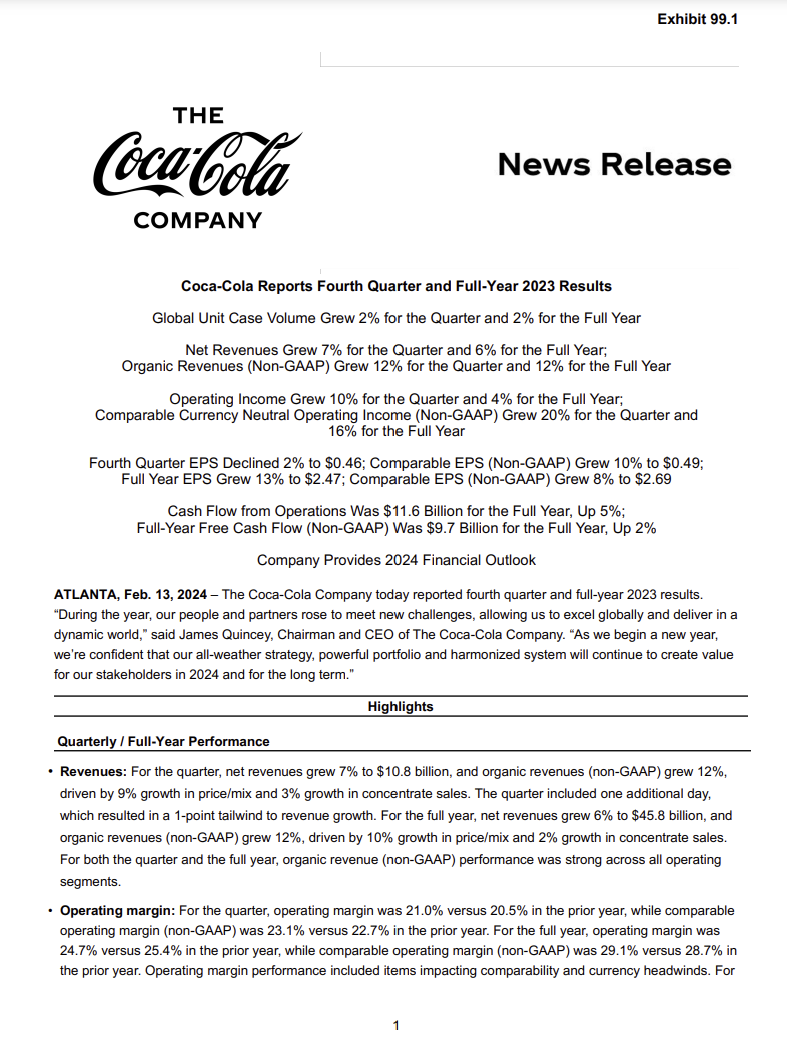 Exhibit 99.1
THE
Coca-Cola
COMPANY
News Release
Coca-Cola Reports Fourth Quarter and Full-Year 2023 Results
Global Unit Case Volume Grew 2% for the Quarter and 2% for the Full Year
Net Revenues Grew 7% for the Quarter and 6% for the Full Year;
Organic Revenues (Non-GAAP) Grew 12% for the Quarter and 12% for the Full Year
Operating Income Grew 10% for the Quarter and 4% for the Full Year;
Comparable Currency Neutral Operating Income (Non-GAAP) Grew 20% for the Quarter and
16% for the Full Year
Fourth Quarter EPS Declined 2% to $0.46; Comparable EPS (Non-GAAP) Grew 10% to $0.49;
Full Year EPS Grew 13% to $2.47; Comparable EPS (Non-GAAP) Grew 8% to $2.69
Cash Flow from Operations Was $11.6 Billion for the Full Year, Up 5%;
Full-Year Free Cash Flow (Non-GAAP) Was $9.7 Billion for the Full Year, Up 2%
Company Provides 2024 Financial Outlook
ATLANTA, Feb. 13, 2024 – The Coca-Cola Company today reported fourth quarter and full-year 2023 results.
“During the year, our people and partners rose to meet new challenges, allowing us to excel globally and deliver in a
dynamic world,” said James Quincey, Chairman and CEO of The Coca-Cola Company. “As we begin a new year,
we’re confident that our all-weather strategy, powerful portfolio and harmonized system will continue to create value
for our stakeholders in 2024 and for the long term.”
Highlights
Quarterly / Full-Year Performance
• Revenues: For the quarter, net revenues grew 7% to $10.8 billion, and organic revenues (non-GAAP) grew 12%,
driven by 9% growth in price/mix and 3% growth in concentrate sales. The quarter included one additional day,
which resulted in a 1-point tailwind to revenue growth. For the full year, net revenues grew 6% to $45.8 billion, and
organic revenues (non-GAAP) grew 12%, driven by 10% growth in price/mix and 2% growth in concentrate sales.
For both the quarter and the full year, organic revenue (non-GAAP) performance was strong across all operating
segments.
• Operating margin: For the quarter, operating margin was 21.0% versus 20.5% in the prior year, while comparable
operating margin (non-GAAP) was 23.1% versus 22.7% in the prior year. For the full year, operating margin was
24.7% versus 25.4% in the prior year, while comparable operating margin (non-GAAP) was 29.1% versus 28.7% in
the prior year. Operating margin performance included items impacting comparability and currency headwinds. For
1